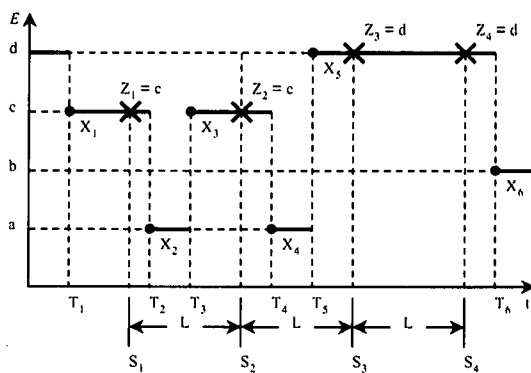 E
d
Z₃ = d
Z₄ = d
X₅
Z₁ = c
Z₂ = c
c
X₁
X₃
b
X₆
a
X₂
X₄
T₁
T₂
T₃
T₄
T₅
T₆
t
L
L
L
S₁
S₂
S₃
S₄